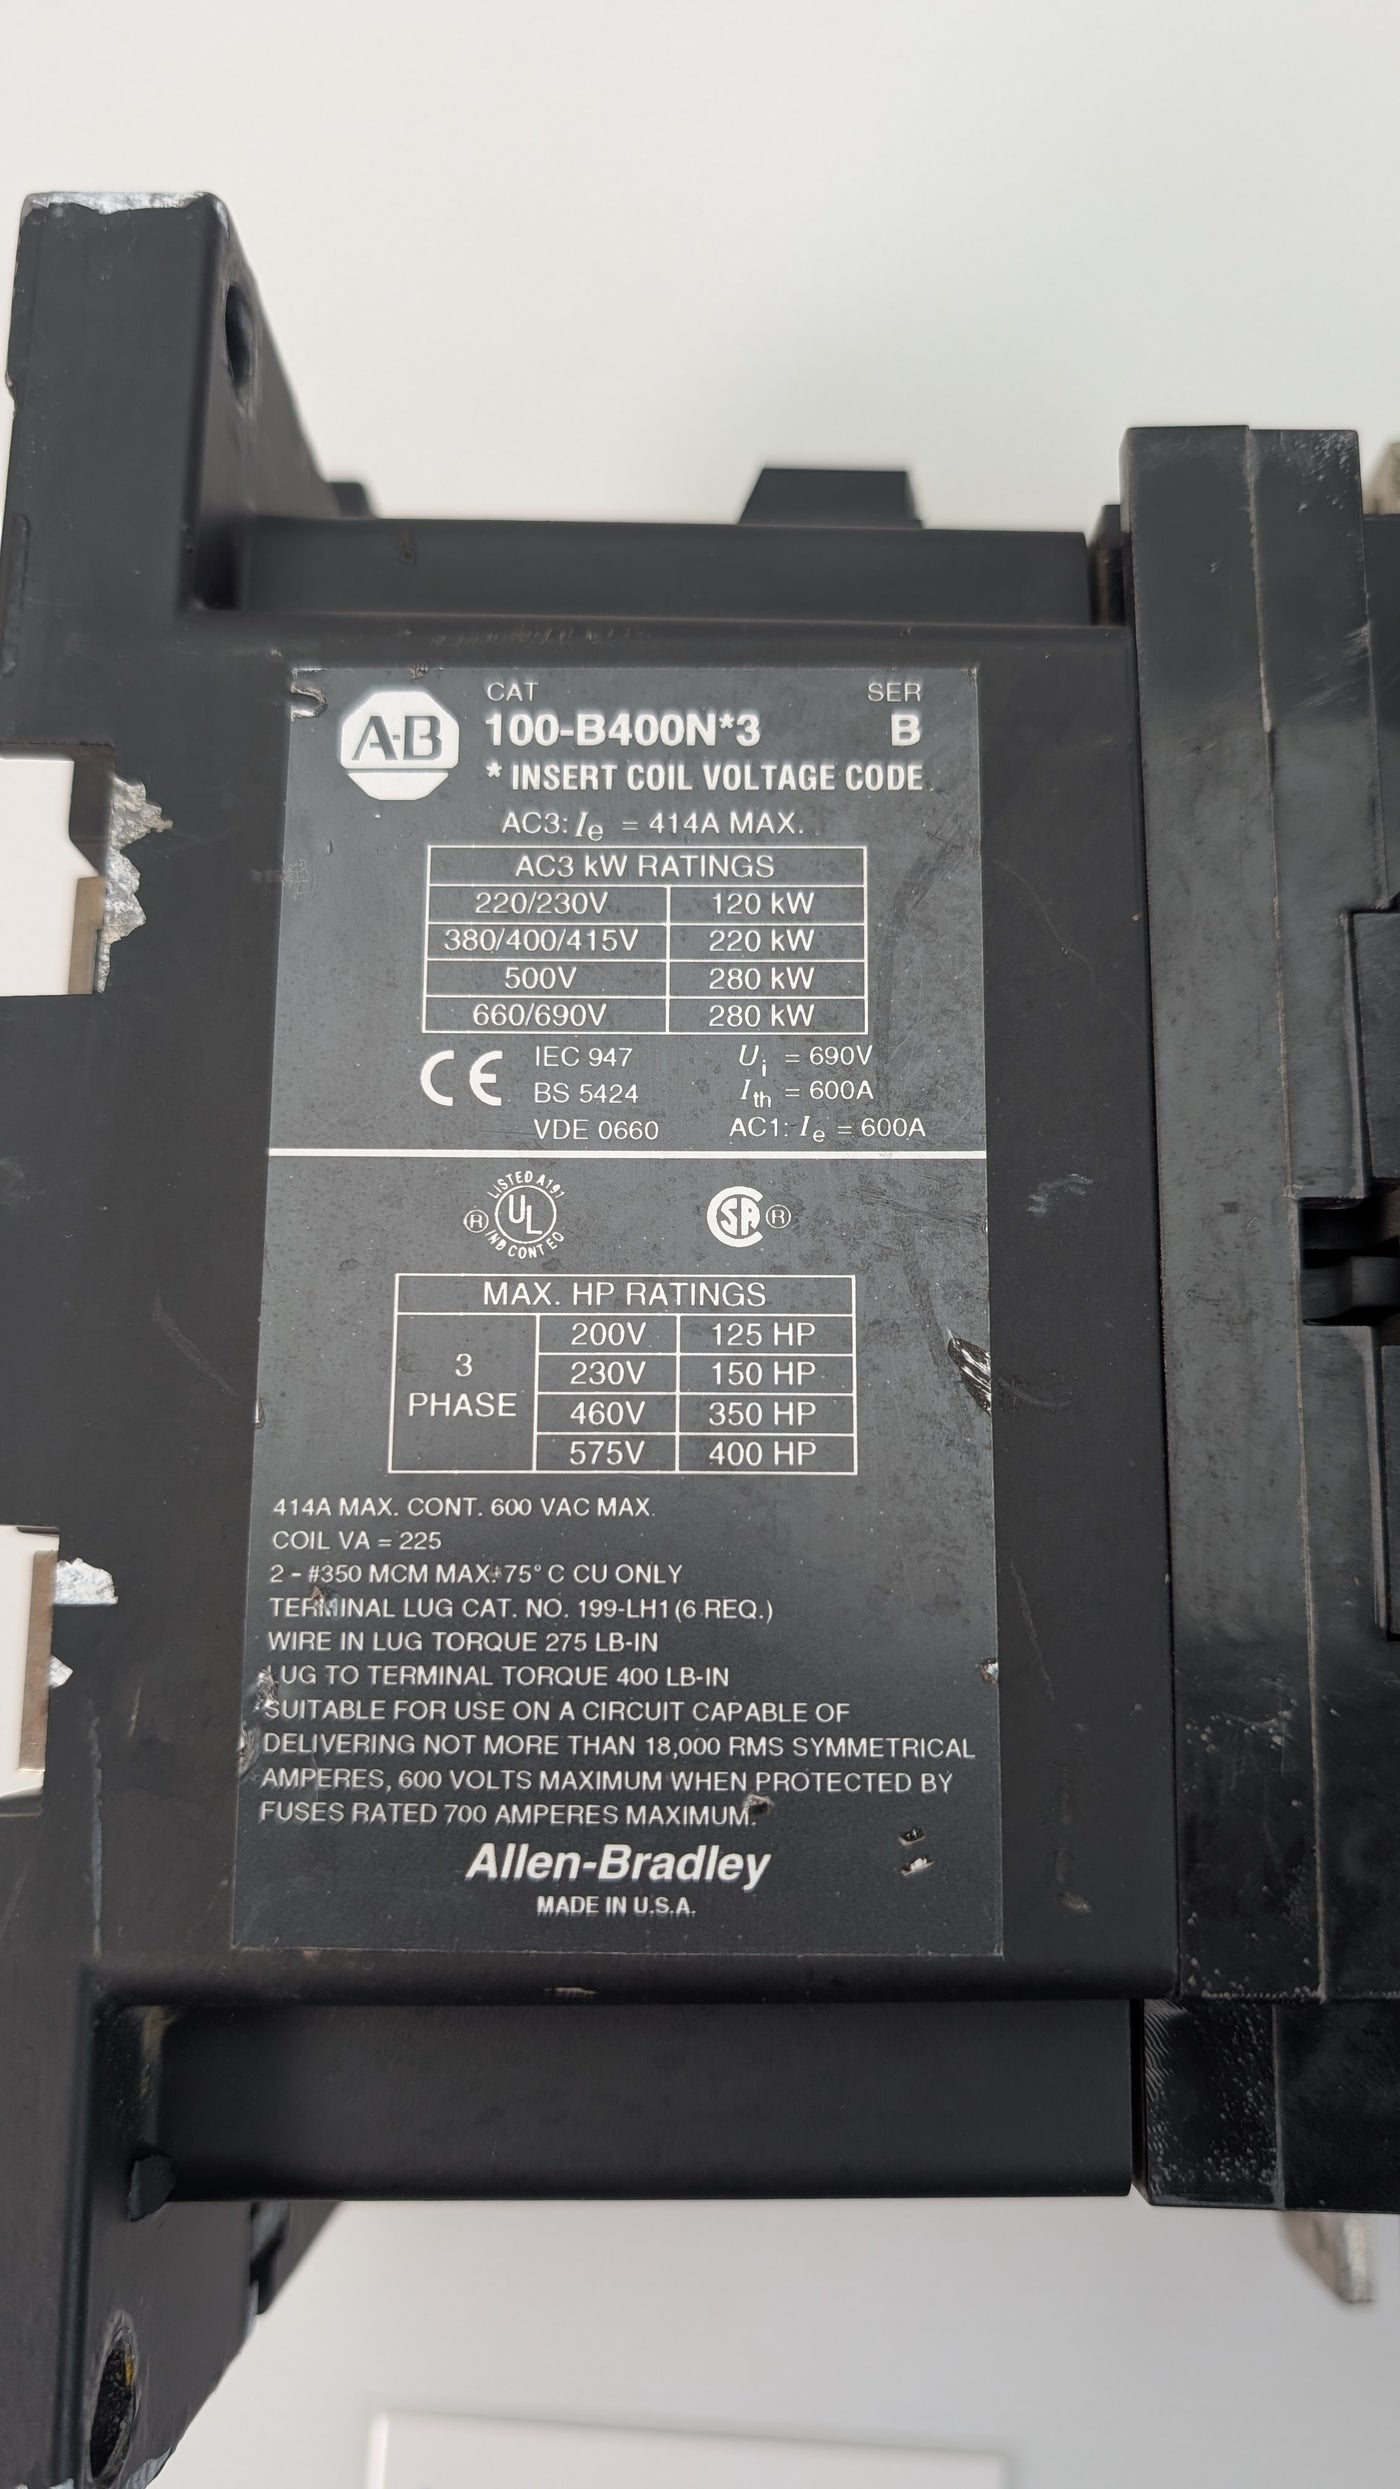 CAT SER
A-B 100-B400N*3 B
* INSERT COIL VOLTAGE CODE
AC3: Ie = 414A MAX.
AC3 kW RATINGS
220/230V 120 kW
380/400/415V 220 kW
500V 280 kW
660/690V 280 kW
CE IEC 947 Ui = 690V
BS 5424 Ith = 600A
VDE 0660 AC1: Ie = 600A
LISTED A191
® UL SA ®
IND CONT EQ
MAX. HP RATINGS
3 PHASE
200V 125 HP
230V 150 HP
460V 350 HP
575V 400 HP
414A MAX. CONT. 600 VAC MAX.
COIL VA = 225
2 - #350 MCM MAX. 75° C CU ONLY
TERMINAL LUG CAT. NO. 199-LH1 (6 REQ.)
WIRE IN LUG TORQUE 275 LB-IN
LUG TO TERMINAL TORQUE 400 LB-IN
SUITABLE FOR USE ON A CIRCUIT CAPABLE OF
DELIVERING NOT MORE THAN 18,000 RMS SYMMETRICAL
AMPERES, 600 VOLTS MAXIMUM WHEN PROTECTED BY
FUSES RATED 700 AMPERES MAXIMUM.
Allen-Bradley
MADE IN U.S.A.